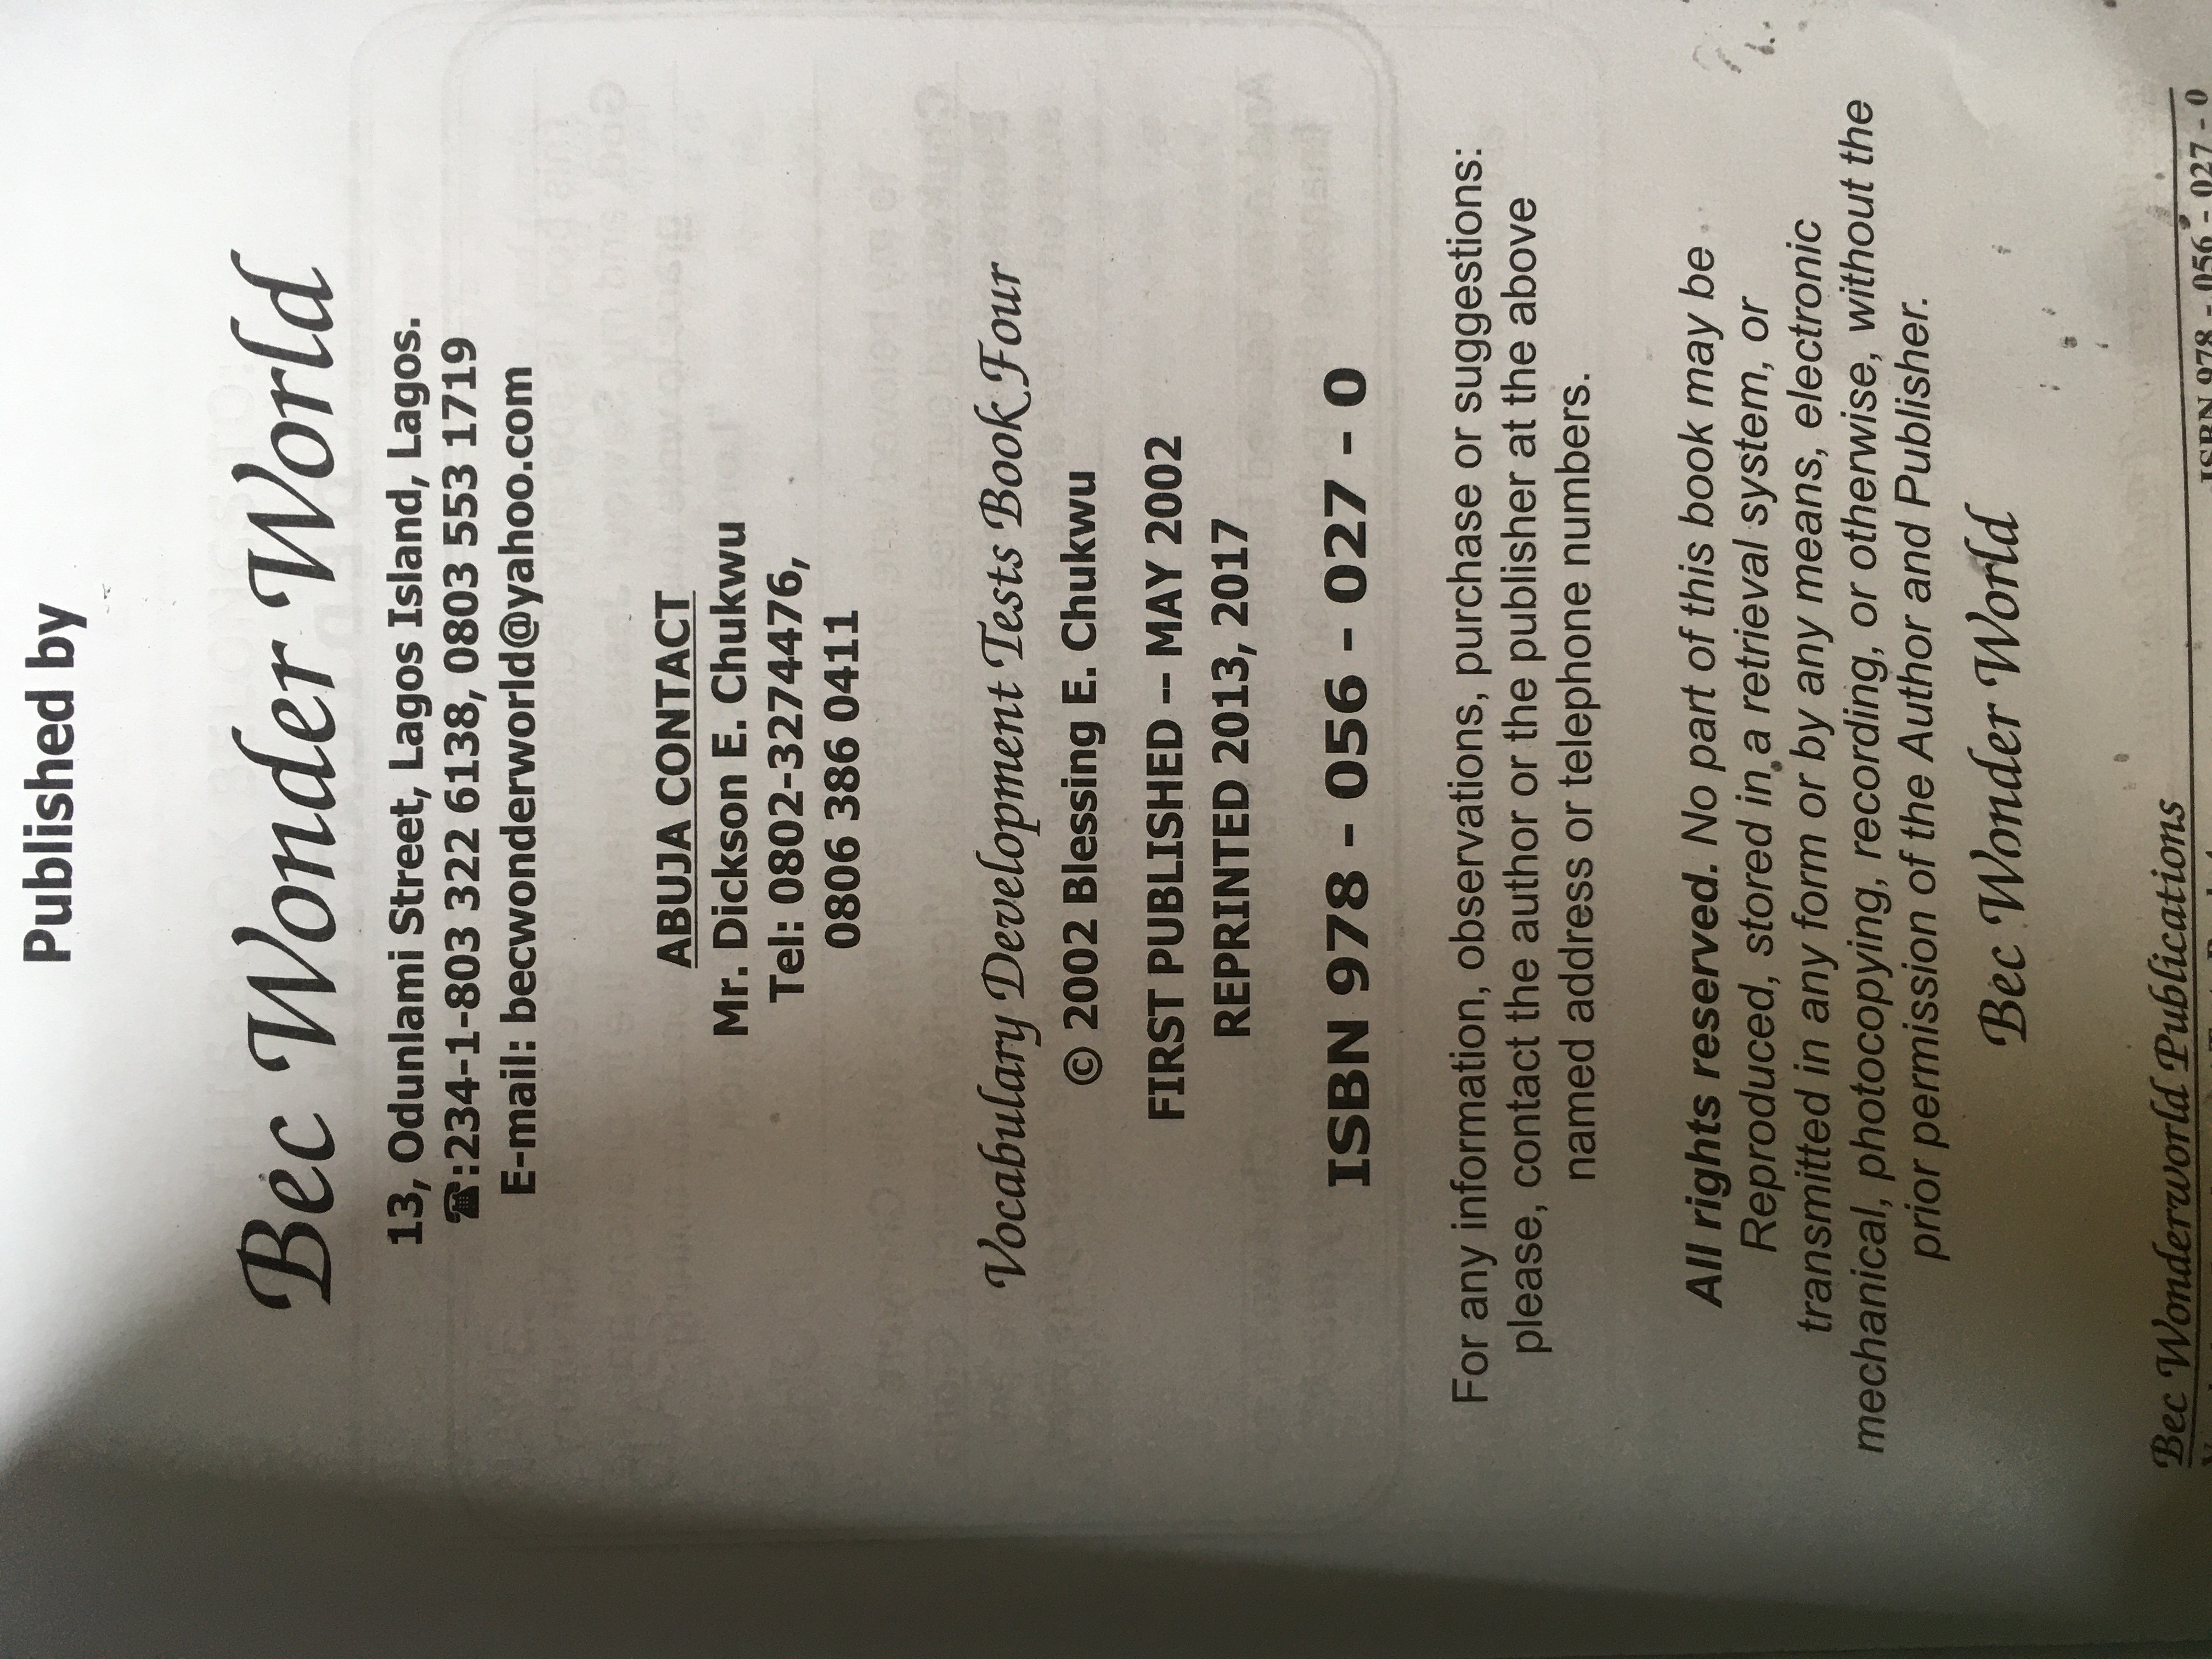 Published by
Bec Wonder World
13, Odunlami Street, Lagos Island, Lagos.
☎:234-1-803 322 6138, 0803 553 1719
E-mail: becwonderworld@yahoo.com
ABUJA CONTACT
Mr. Dickson E. Chukwu
Tel: 0802-3274476,
0806 386 0411
Vocabulary Development Tests Book Four
© 2002 Blessing E. Chukwu
FIRST PUBLISHED -- MAY 2002
REPRINTED 2013, 2017
ISBN 978 - 056 - 027 - 0
For any information, observations, purchase or suggestions:
please, contact the author or the publisher at the above
named address or telephone numbers.
All rights reserved. No part of this book may be
Reproduced, stored in a retrieval system, or
transmitted in any form or by any means, electronic
mechanical, photocopying, recording, or otherwise, without the
prior permission of the Author and Publisher.
Bec Wonder World
Bec Wonderworld Publications
ISBN 978 - 056 - 027 - 0